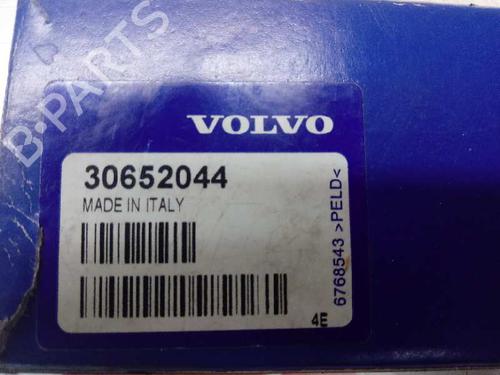 B-PARTS
VOLVO
30652044
MADE IN ITALY
6768543 >PELD<
4E